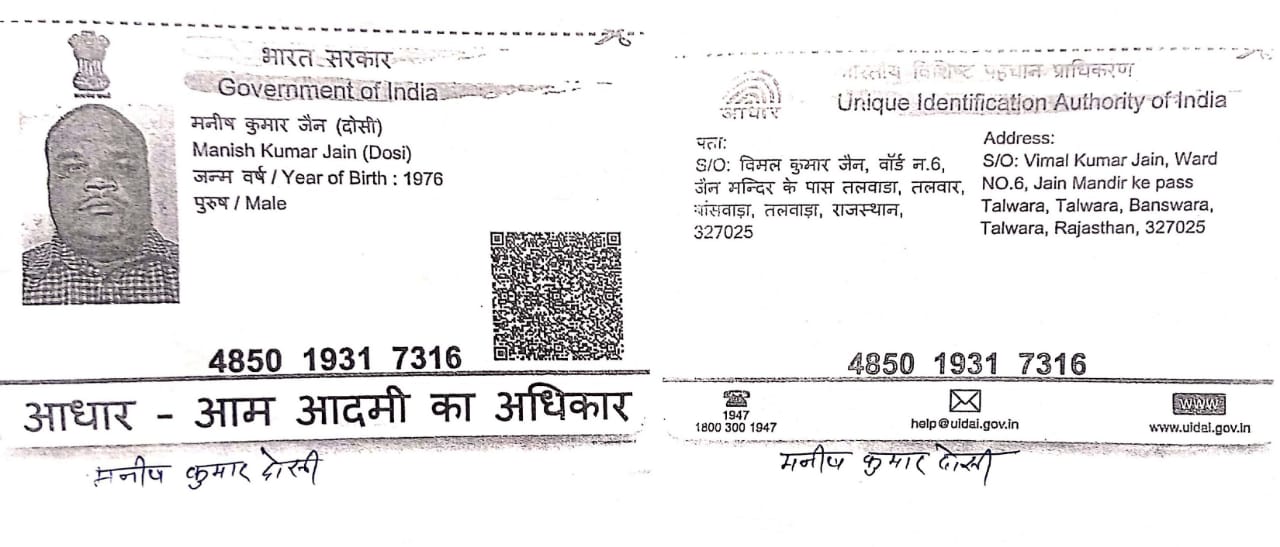 भारत सरकार
Government of India
मनीष कुमार जैन (दोसी)
Manish Kumar Jain (Dosi)
जन्म वर्ष / Year of Birth : 1976
पुरुष / Male
4850 1931 7316
आधार - आम आदमी का अधिकार
मनीष कुमार दोसी
भारतीय विशिष्ट पहचान प्राधिकरण
Unique Identification Authority of India
आधार
पता:
S/O: विमल कुमार जैन, वॉर्ड न.6,
जैन मन्दिर के पास तलवाडा, तलवार,
बांसवाड़ा, तलवाड़ा, राजस्थान,
327025
Address:
S/O: Vimal Kumar Jain, Ward
NO.6, Jain Mandir ke pass
Talwara, Talwara, Banswara,
Talwara, Rajasthan, 327025
4850 1931 7316
1947
1800 300 1947
help@uidai.gov.in
WWW
www.uidai.gov.in
मनीष कुमार दोसी